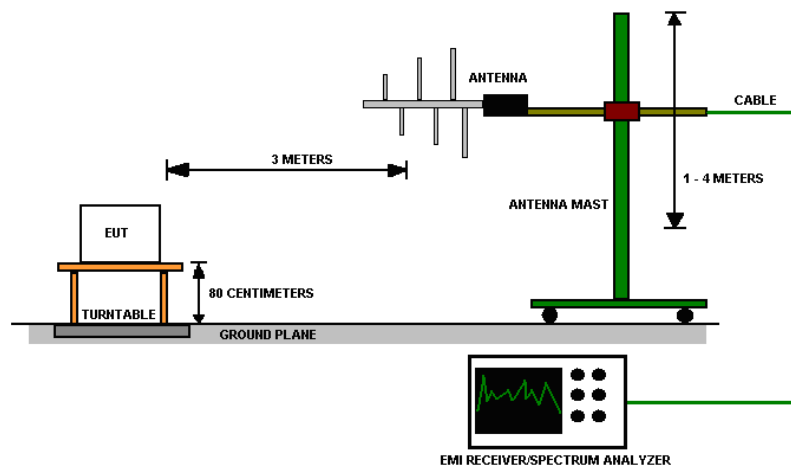 ANTENNA
CABLE
3 METERS
1 - 4 METERS
ANTENNA MAST
EUT
80 CENTIMETERS
TURNTABLE
GROUND PLANE
EMI RECEIVER/SPECTRUM ANALYZER